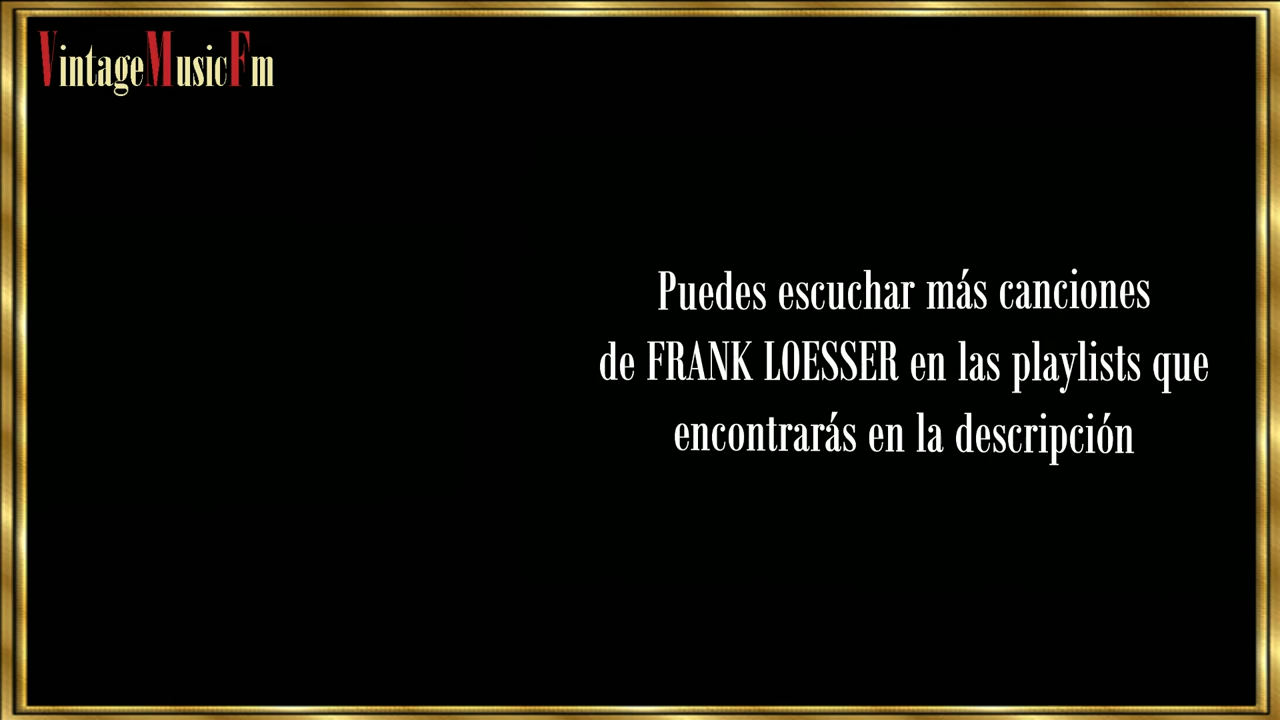 VintageMusicFm
Puedes escuchar más canciones
de FRANK LOESSER en las playlists que
encontrarás en la descripción